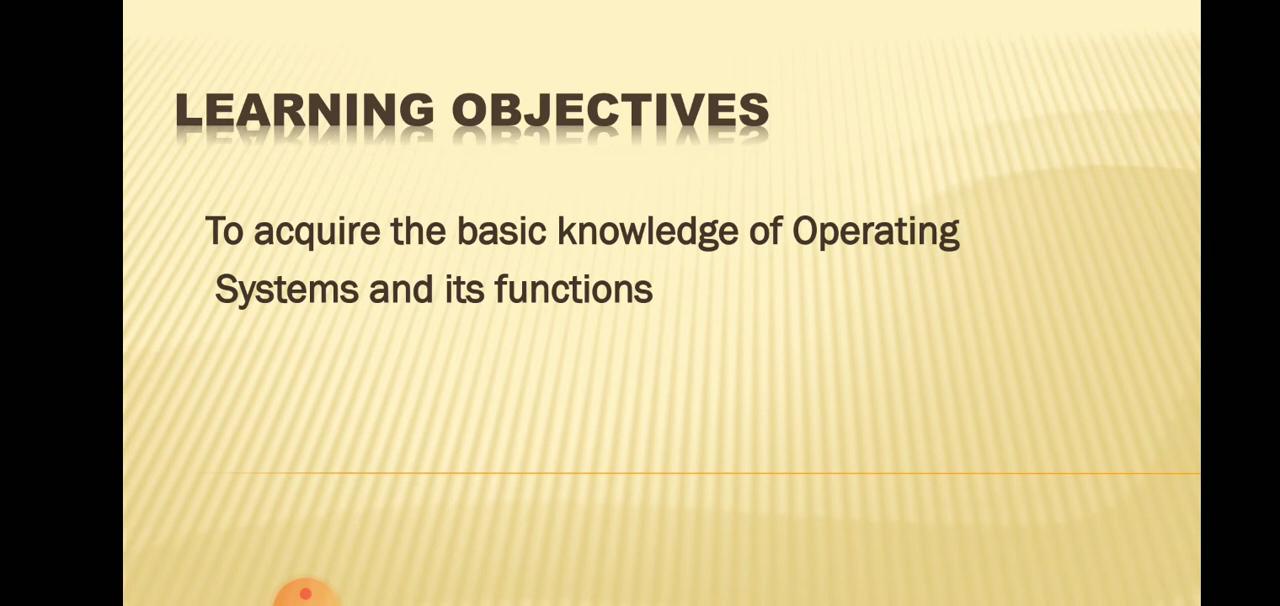 LEARNING OBJECTIVES
To acquire the basic knowledge of Operating
Systems and its functions